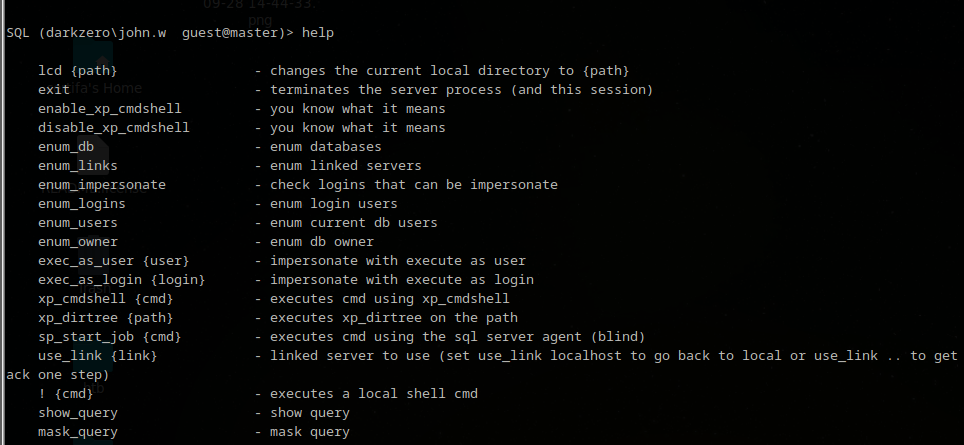 09-28 14-44-33.
png
SQL (darkzero\john.w  guest@master)> help
lcd {path}                 - changes the current local directory to {path}
exit                       - terminates the server process (and this session)
enable_xp_cmdshell         - you know what it means
disable_xp_cmdshell        - you know what it means
enum_db                    - enum databases
enum_links                 - enum linked servers
enum_impersonate           - check logins that can be impersonate
enum_logins                - enum login users
enum_users                 - enum current db users
enum_owner                 - enum db owner
exec_as_user {user}        - impersonate with execute as user
exec_as_login {login}      - impersonate with execute as login
xp_cmdshell {cmd}          - executes cmd using xp_cmdshell
xp_dirtree {path}          - executes xp_dirtree on the path
sp_start_job {cmd}         - executes cmd using the sql server agent (blind)
use_link {link}            - linked server to use (set use_link localhost to go back to local or use_link .. to get
ack one step)
! {cmd}                    - executes a local shell cmd
show_query                 - show query
mask_query                 - mask query